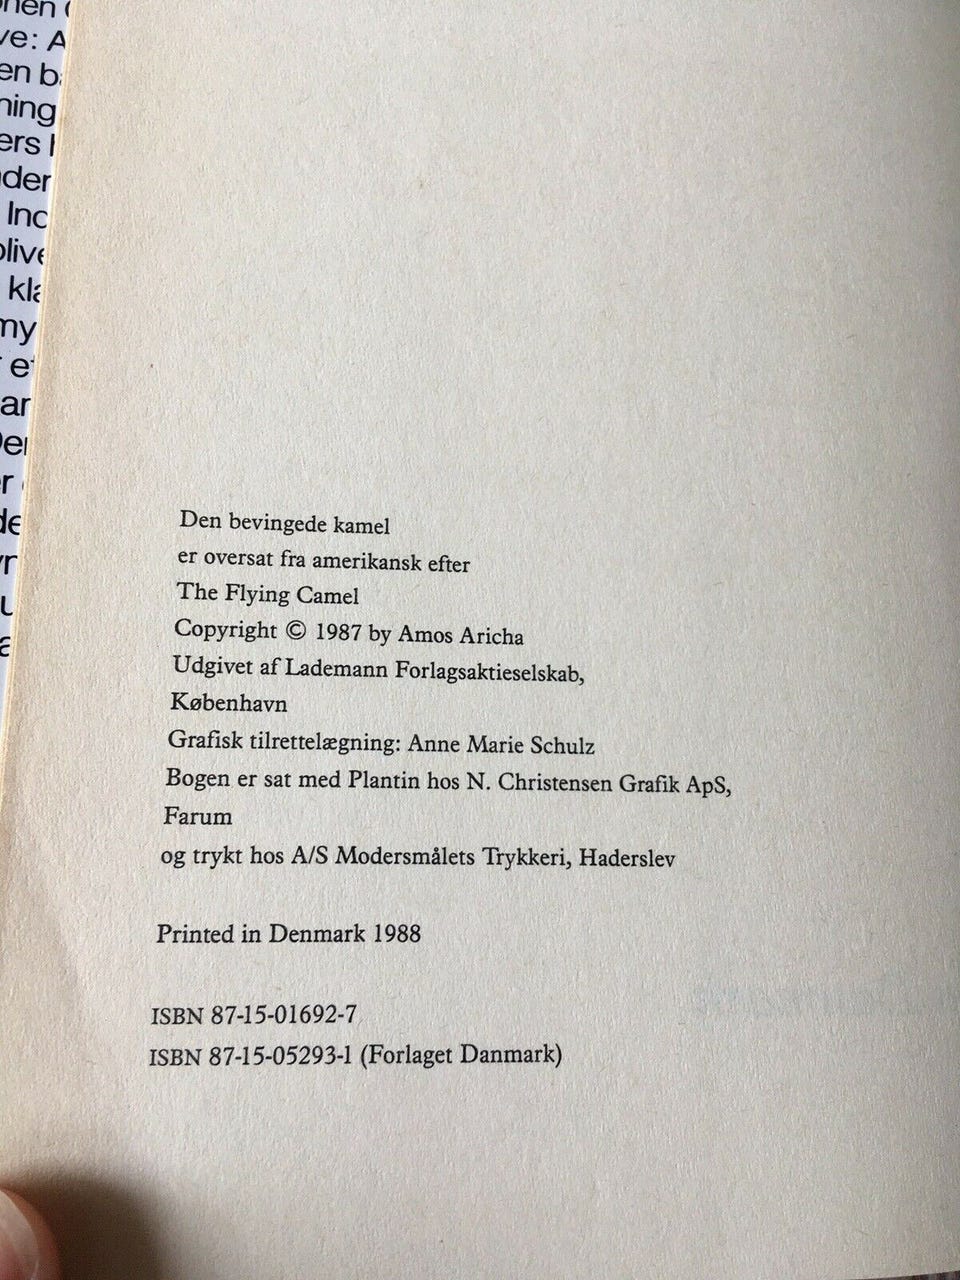 Den bevingede kamel
er oversat fra amerikansk efter
The Flying Camel
Copyright © 1987 by Amos Aricha
Udgivet af Lademann Forlagsaktieselskab,
København
Grafisk tilrettelægning: Anne Marie Schulz
Bogen er sat med Plantin hos N. Christensen Grafik ApS,
Farum
og trykt hos A/S Modersmålets Trykkeri, Haderslev
Printed in Denmark 1988
ISBN 87-15-01692-7
ISBN 87-15-05293-1 (Forlaget Danmark)